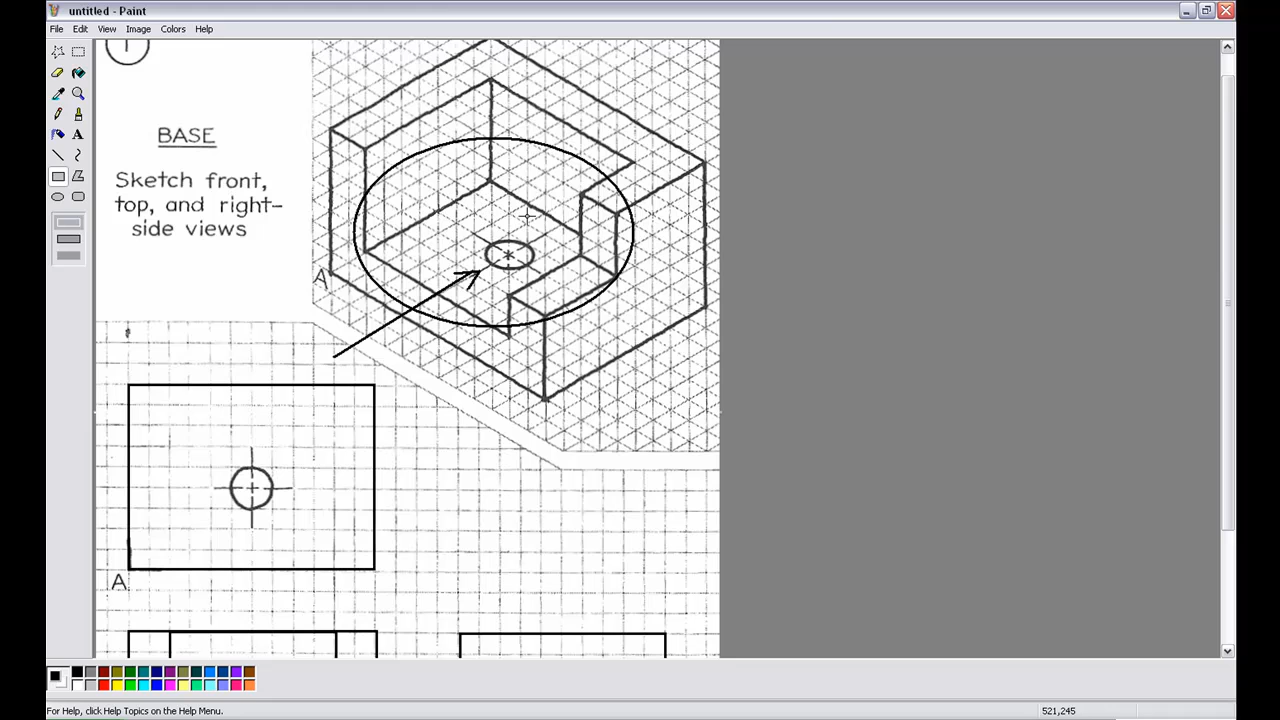 untitled - Paint
File Edit View Image Colors Help
1
BASE
Sketch front,
top, and right-
side views
A
A
For Help, click Help Topics on the Help Menu.
521,245